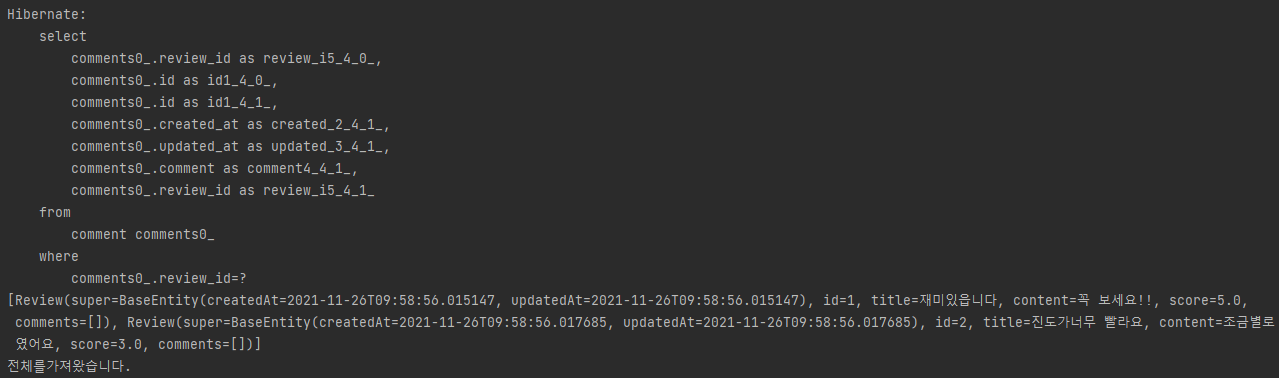 Hibernate:
    select
        comments0_.review_id as review_i5_4_0_,
        comments0_.id as id1_4_0_,
        comments0_.id as id1_4_1_,
        comments0_.created_at as created_2_4_1_,
        comments0_.updated_at as updated_3_4_1_,
        comments0_.comment as comment4_4_1_,
        comments0_.review_id as review_i5_4_1_
    from
        comment comments0_
    where
        comments0_.review_id=?
[Review(super=BaseEntity(createdAt=2021-11-26T09:58:56.015147, updatedAt=2021-11-26T09:58:56.015147), id=1, title=재미있읍니다, content=꼭 보세요!!, score=5.0,
 comments=[]), Review(super=BaseEntity(createdAt=2021-11-26T09:58:56.017685, updatedAt=2021-11-26T09:58:56.017685), id=2, title=진도가너무 빨라요, content=조금별로
 였어요, score=3.0, comments=[])]
전체를가져왔습니다.